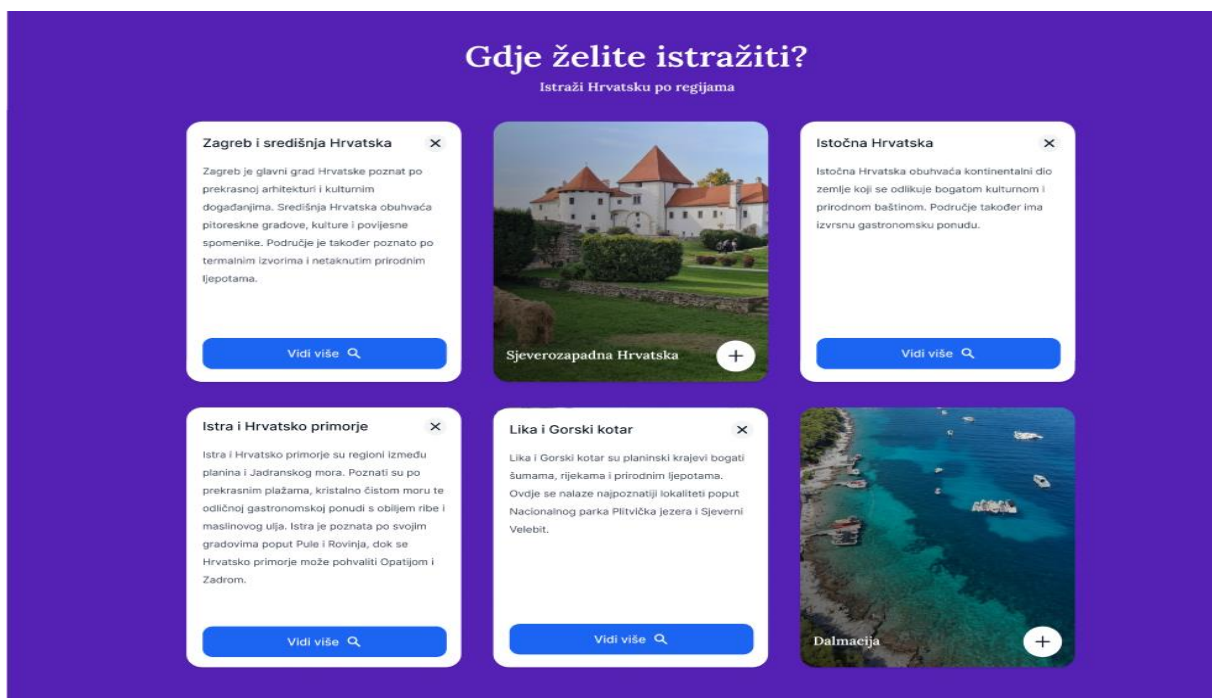 Gdje želite istražiti?
Istraži Hrvatsku po regijama
Zagreb i središnja Hrvatska
Zagreb je glavni grad Hrvatske poznat po
prekrasnoj arhitekturi i kulturnim
događanjima. Središnja Hrvatska obuhvaća
pitoreskne gradove, kulture i povijesne
spomenike. Područje je također poznato po
termalnim izvorima i netaknutim prirodnim
ljepotama.
Vidi više
Sjeverozapadna Hrvatska
Istočna Hrvatska
Istočna Hrvatska obuhvaća kontinentalni dio
zemlje koji se odlikuje bogatom kulturnom i
prirodnom baštinom. Područje također ima
izvrsnu gastronomsku ponudu.
Vidi više
Istra i Hrvatsko primorje
Istra i Hrvatsko primorje su regioni između
planina i Jadranskog mora. Poznati su po
prekrasnim plažama, kristalno čistom moru te
odličnoj gastronomskoj ponudi s obiljem ribe i
maslinovog ulja. Istra je poznata po svojim
gradovima poput Pule i Rovinja, dok se
Hrvatsko primorje može pohvaliti Opatijom i
Zadrom.
Vidi više
Lika i Gorski kotar
Lika i Gorski kotar su planinski krajevi bogati
šumama, rijekama i prirodnim ljepotama.
Ovdje se nalaze najpoznatiji lokaliteti poput
Nacionalnog parka Plitvička jezera i Sjeverni
Velebit.
Vidi više
Dalmacija